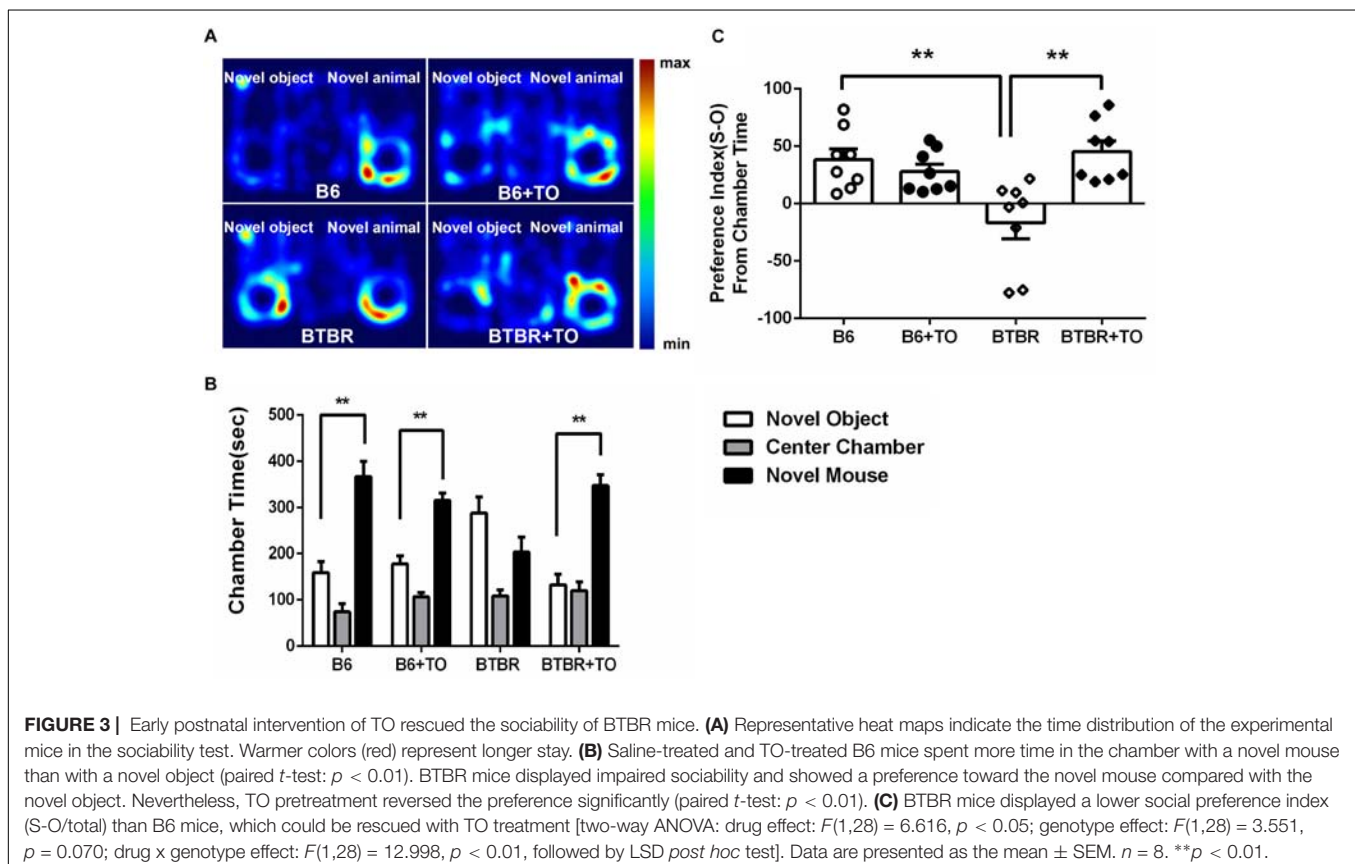 A
Novel object Novel animal
Novel object Novel animal
max
B6
B6+TO
Novel object Novel animal
Novel object Novel animal
BTBR
BTBR+TO
min
C
** **
Preference Index(S-O)
From Chamber Time
100
50
0
-50
-100
B6 B6+TO BTBR BTBR+TO
B
** ** **
Chamber Time(sec)
500
400
300
200
100
0
B6 B6+TO BTBR BTBR+TO
Novel Object
Center Chamber
Novel Mouse
FIGURE 3 | Early postnatal intervention of TO rescued the sociability of BTBR mice. (A) Representative heat maps indicate the time distribution of the experimental
mice in the sociability test. Warmer colors (red) represent longer stay. (B) Saline-treated and TO-treated B6 mice spent more time in the chamber with a novel mouse
than with a novel object (paired t-test: p < 0.01). BTBR mice displayed impaired sociability and showed a preference toward the novel mouse compared with the
novel object. Nevertheless, TO pretreatment reversed the preference significantly (paired t-test: p < 0.01). (C) BTBR mice displayed a lower social preference index
(S-O/total) than B6 mice, which could be rescued with TO treatment [two-way ANOVA: drug effect: F(1,28) = 6.616, p < 0.05; genotype effect: F(1,28) = 3.551,
p = 0.070; drug x genotype effect: F(1,28) = 12.998, p < 0.01, followed by LSD post hoc test]. Data are presented as the mean ± SEM. n = 8. **p < 0.01.